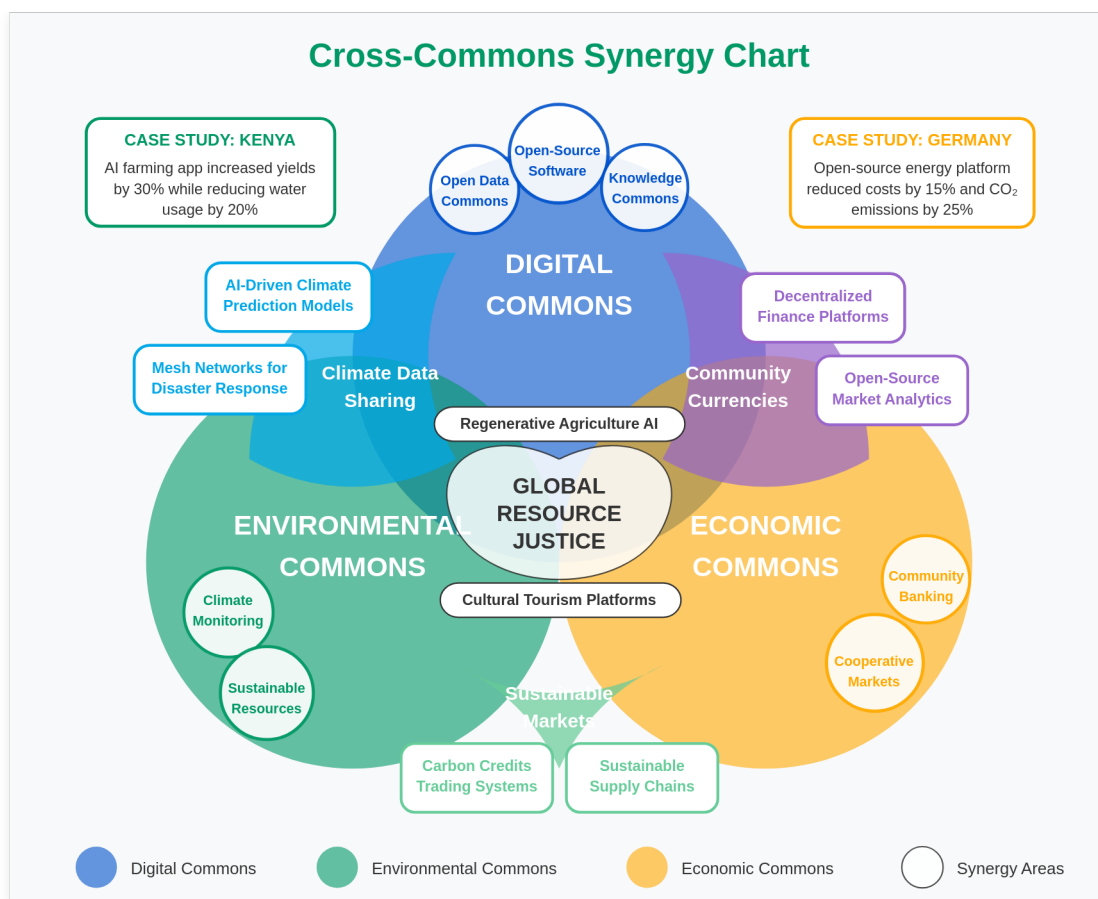 Cross-Commons Synergy Chart
CASE STUDY: KENYA
AI farming app increased yields
by 30% while reducing water
usage by 20%
CASE STUDY: GERMANY
Open-source energy platform
reduced costs by 15% and CO₂
emissions by 25%
Open Data
Commons
Open-Source
Software
Knowledge
Commons
DIGITAL
COMMONS
AI-Driven Climate
Prediction Models
Mesh Networks for
Disaster Response
Climate Data
Sharing
Decentralized
Finance Platforms
Open-Source
Market Analytics
Community
Currencies
Regenerative Agriculture AI
GLOBAL
RESOURCE
JUSTICE
Cultural Tourism Platforms
ENVIRONMENTAL
COMMONS
ECONOMIC
COMMONS
Climate
Monitoring
Sustainable
Resources
Community
Banking
Cooperative
Markets
Sustainable
Markets
Carbon Credits
Trading Systems
Sustainable
Supply Chains
Digital Commons
Environmental Commons
Economic Commons
Synergy Areas